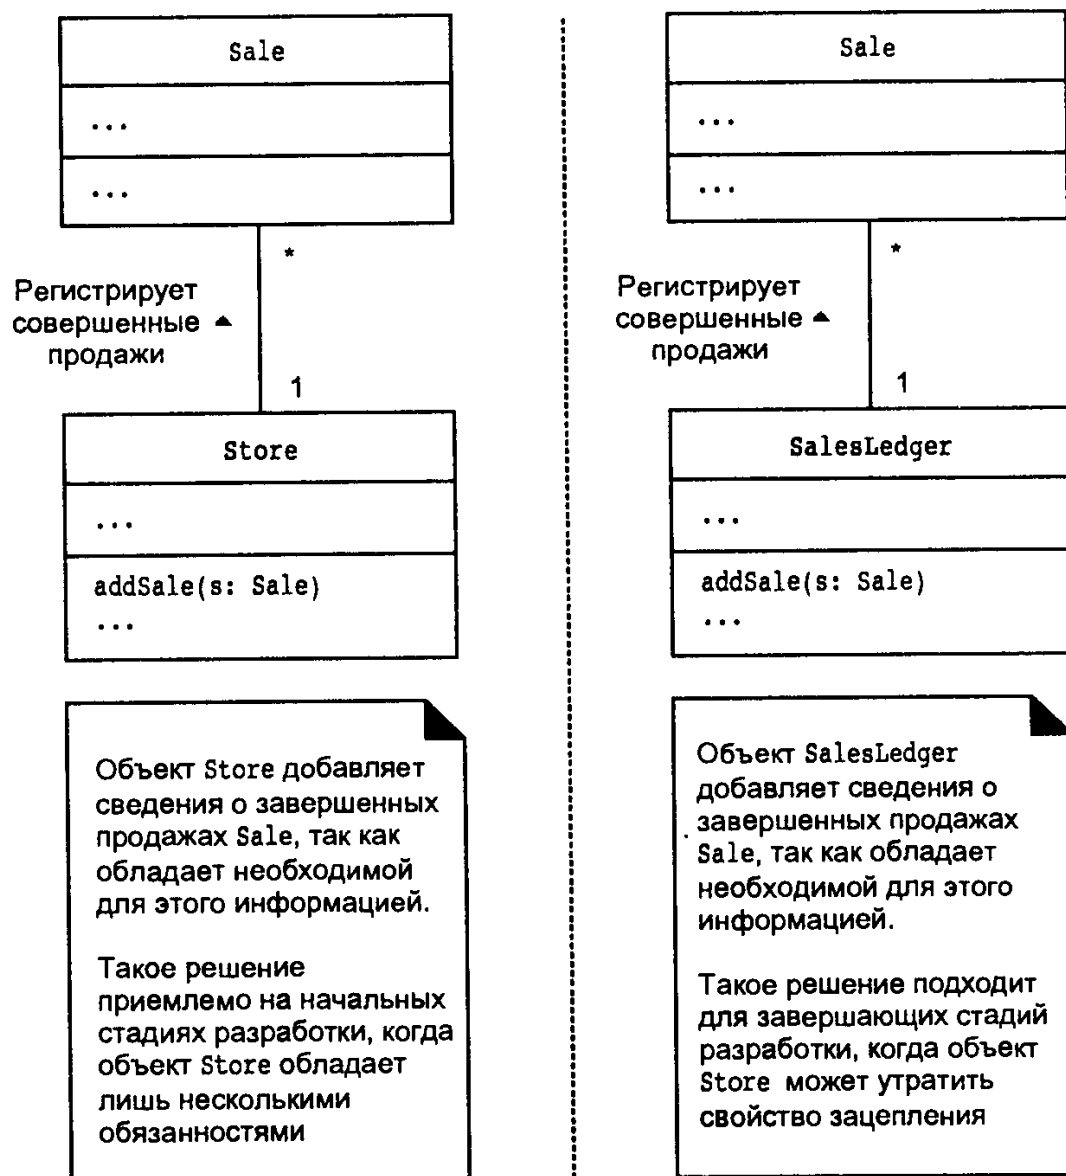 Sale
...
...
*
Регистрирует
совершенные ▲
продажи
1
Store
...
addSale(s: Sale)
...
Объект Store добавляет
сведения о завершенных
продажах Sale, так как
обладает необходимой
для этого информацией.
Такое решение
приемлемо на начальных
стадиях разработки, когда
объект Store обладает
лишь несколькими
обязанностями
Sale
...
...
*
Регистрирует
совершенные ▲
продажи
1
SalesLedger
...
addSale(s: Sale)
...
Объект SalesLedger
добавляет сведения о
завершенных продажах
Sale, так как обладает
необходимой для этого
информацией.
Такое решение подходит
для завершающих стадий
разработки, когда объект
Store может утратить
свойство зацепления